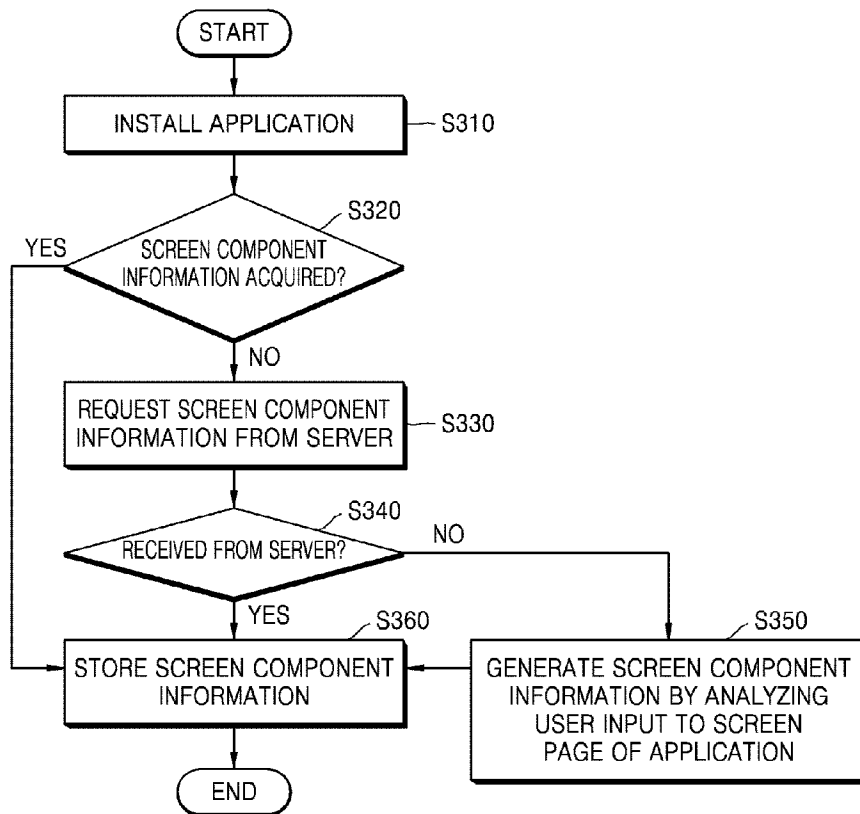 START
INSTALL APPLICATION
S310
S320
YES
SCREEN COMPONENT
INFORMATION ACQUIRED?
NO
REQUEST SCREEN COMPONENT
INFORMATION FROM SERVER
S330
S340
RECEIVED FROM SERVER?
NO
YES
S360
STORE SCREEN COMPONENT
INFORMATION
S350
GENERATE SCREEN COMPONENT
INFORMATION BY ANALYZING
USER INPUT TO SCREEN
PAGE OF APPLICATION
END